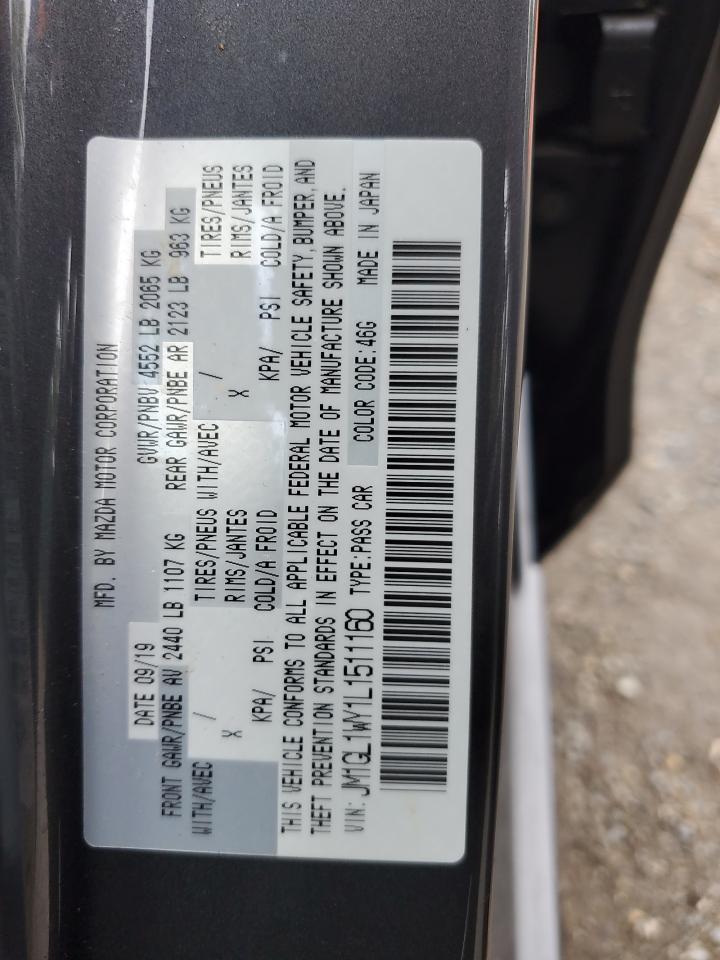 MFD. BY MAZDA MOTOR CORPORATION
DATE 09/19 GVWR/PNBV 4552 LB 2065 KG
FRONT GAWR/PNBE AV 2440 LB 1107 KG REAR GAWR/PNBE AR 2123 LB 963 KG
WITH/AVEC / TIRES/PNEUS WITH/AVEC / TIRES/PNEUS
X RIMS/JANTES X RIMS/JANTES
KPA/ PSI COLD/A FROID KPA/ PSI COLD/A FROID
THIS VEHICLE CONFORMS TO ALL APPLICABLE FEDERAL MOTOR VEHICLE SAFETY, BUMPER, AND
THEFT PREVENTION STANDARDS IN EFFECT ON THE DATE OF MANUFACTURE SHOWN ABOVE.
VIN: JM1GL1WY1L1511160 TYPE:PASS CAR COLOR CODE:46G MADE IN JAPAN